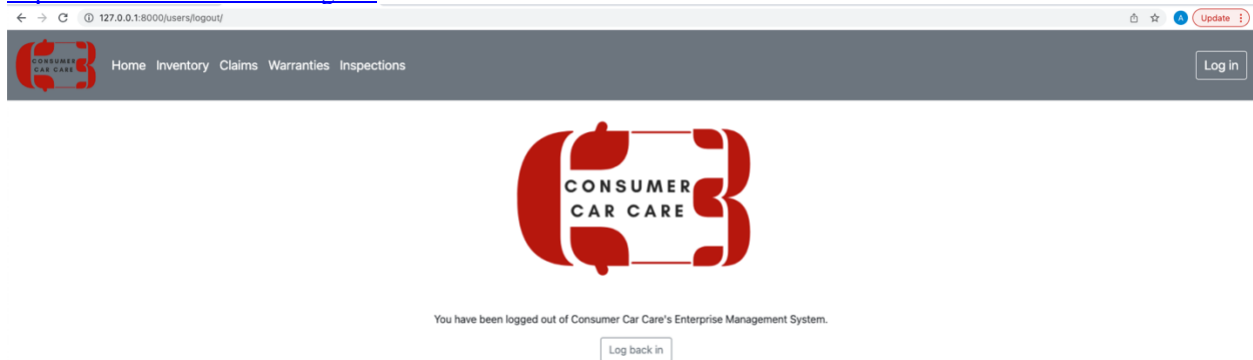 127.0.0.1:8000/users/logout/
A
Update
CONSUMER
CAR CARE
Home Inventory Claims Warranties Inspections
Log in
CONSUMER
CAR CARE
You have been logged out of Consumer Car Care's Enterprise Management System.
Log back in